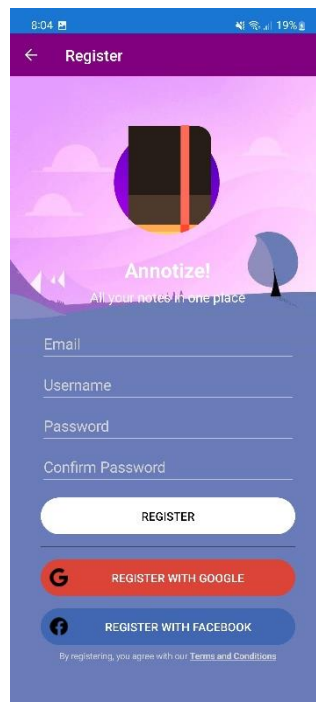 8:04 19%
Register
Annotize!
All your notes in one place
Email
Username
Password
Confirm Password
REGISTER
REGISTER WITH GOOGLE
REGISTER WITH FACEBOOK
By registering, you agree with our Terms and Conditions